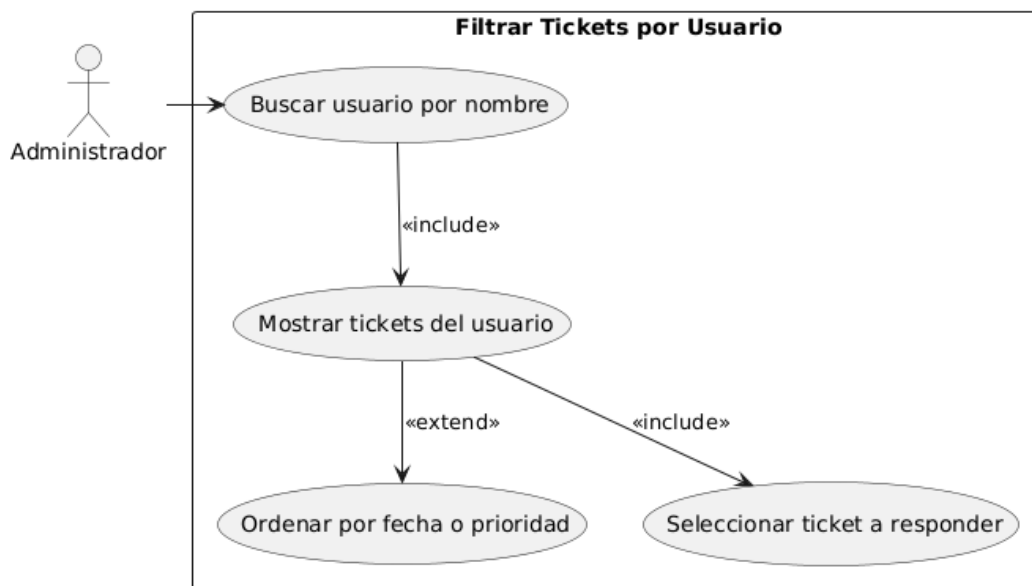 Filtrar Tickets por Usuario
Buscar usuario por nombre
Administrador
«include»
Mostrar tickets del usuario
«extend»
«include»
Ordenar por fecha o prioridad
Seleccionar ticket a responder